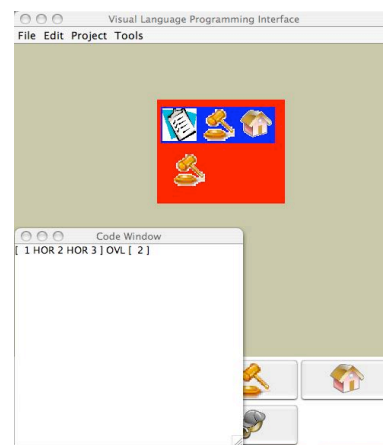 Visual Language Programming Interface
File Edit Project Tools
Code Window
[ 1 HOR 2 HOR 3 ] OVL [ 2 ]